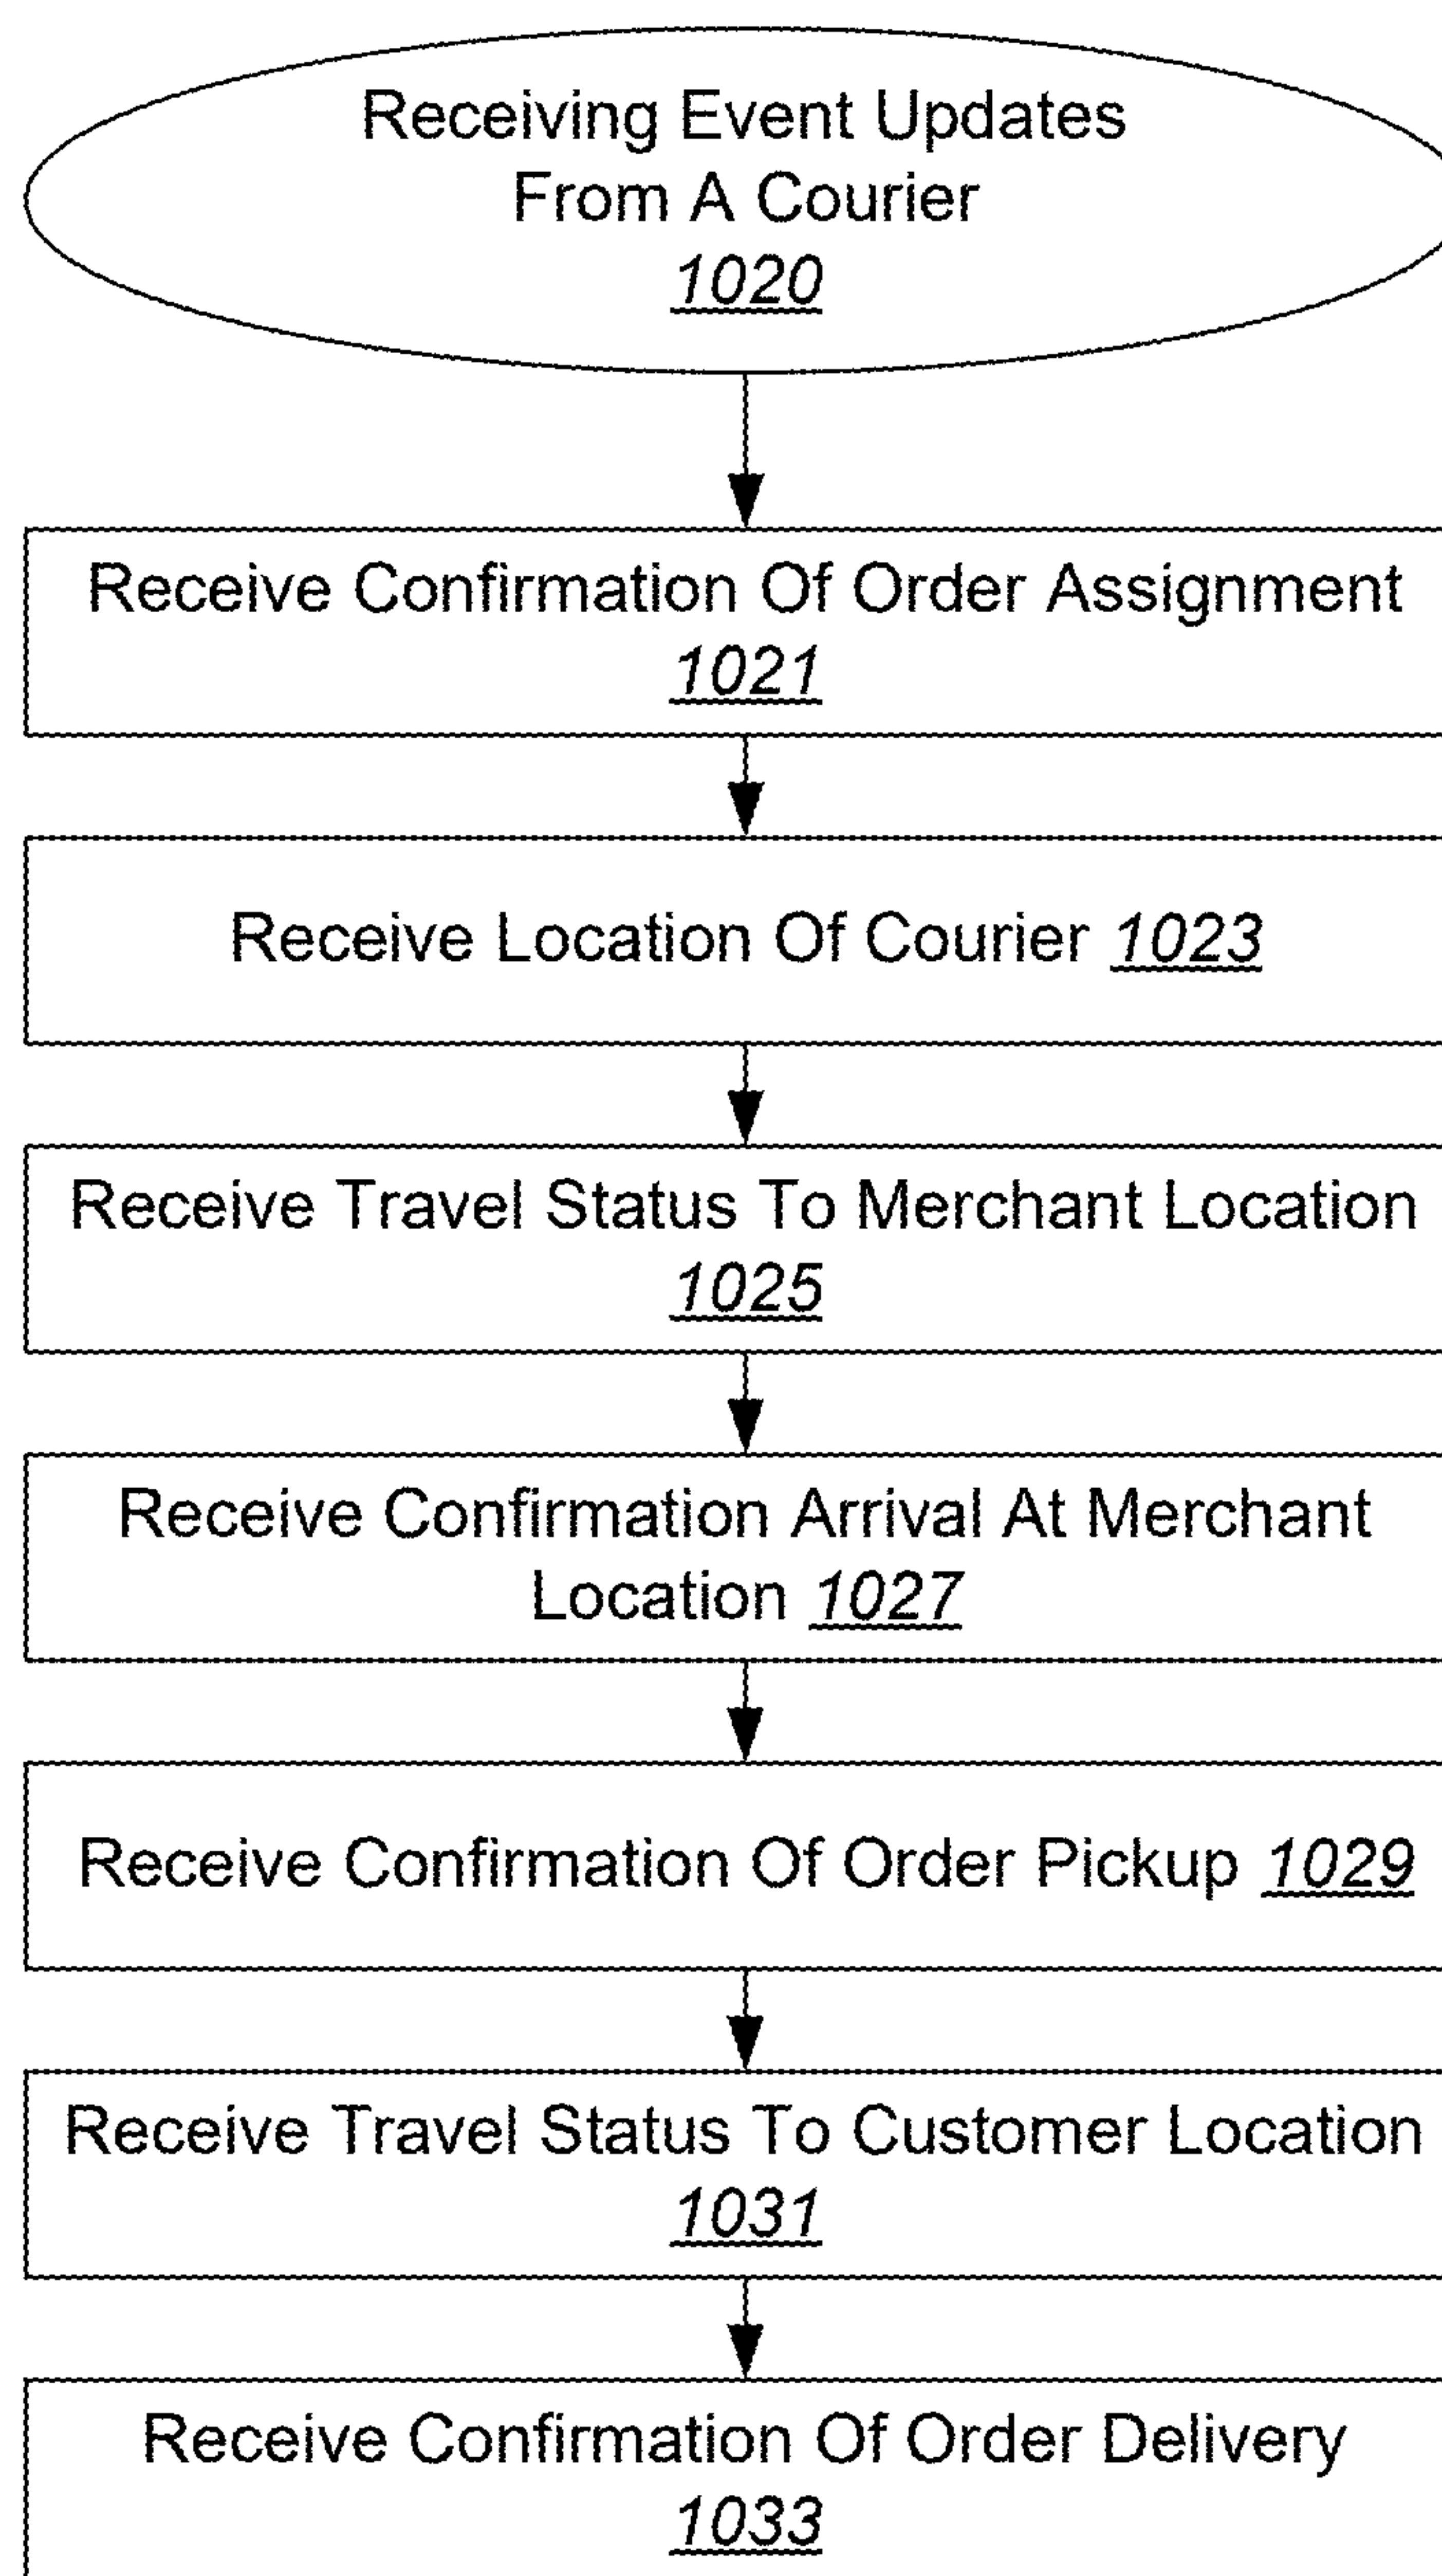 Receiving Event Updates
From A Courier
1020
Receive Confirmation Of Order Assignment
1021
Receive Location Of Courier 1023
Receive Travel Status To Merchant Location
1025
Receive Confirmation Arrival At Merchant
Location 1027
Receive Confirmation Of Order Pickup 1029
Receive Travel Status To Customer Location
1031
Receive Confirmation Of Order Delivery
1033